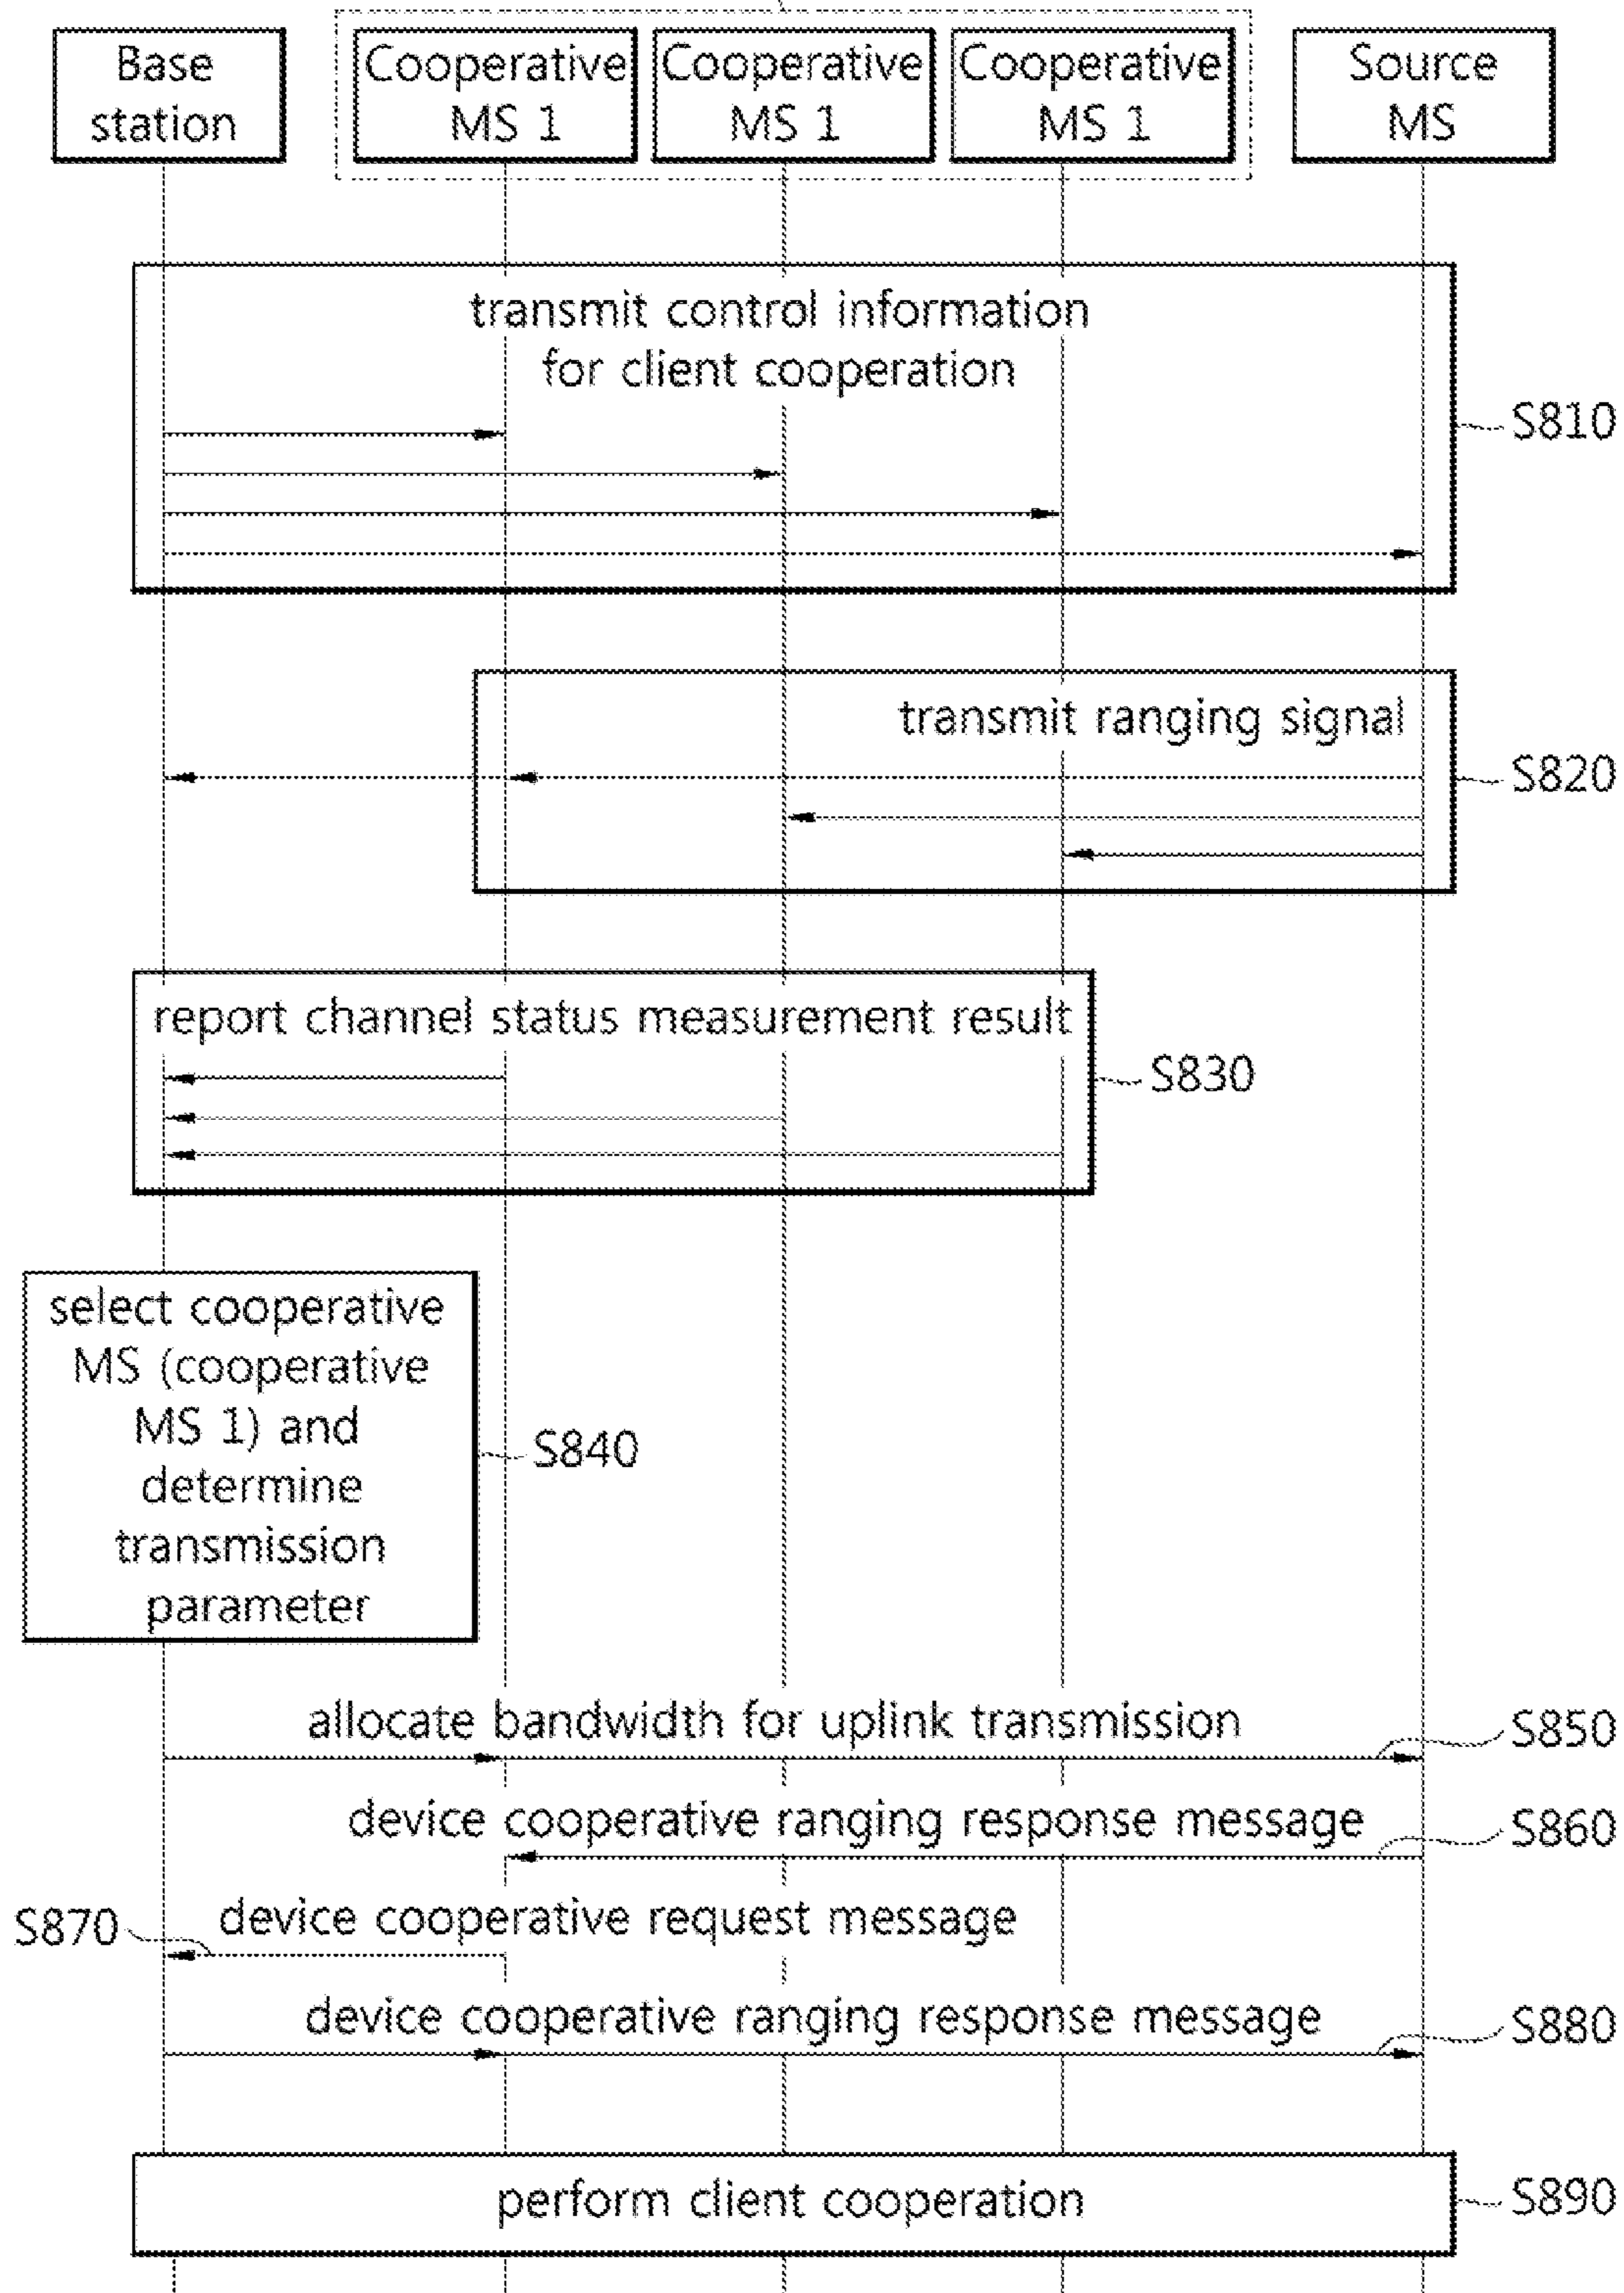 Base
station
Cooperative
MS 1
Cooperative
MS 1
Cooperative
MS 1
Source
MS
transmit control information
for client cooperation
S810
transmit ranging signal
S820
report channel status measurement result
S830
select cooperative
MS (cooperative
MS 1) and
determine
transmission
parameter
S840
allocate bandwidth for uplink transmission
S850
device cooperative ranging response message
S860
S870
device cooperative request message
device cooperative ranging response message
S880
perform client cooperation
S890